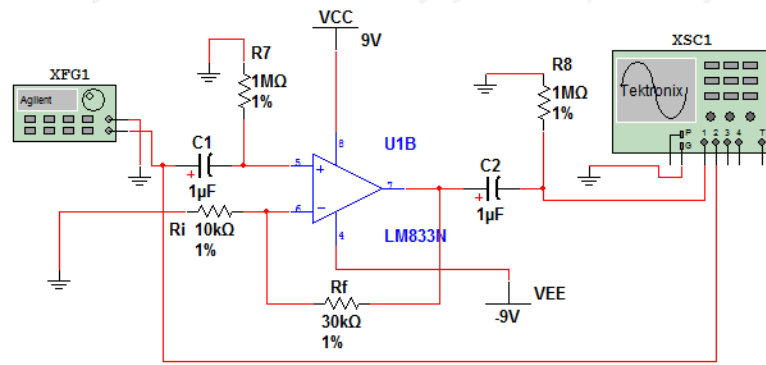 VCC
9V
XSC1
R7
R8
XFG1
1MΩ
1%
1MΩ
1%
Tektronix
Agilent
8
U1B
P
G
1 2 3 4
T
C1
5
+
C2
+
1µF
7
+
1µF
6
−
Ri
10kΩ
1%
4
LM833N
Rf
VEE
30kΩ
-9V
1%